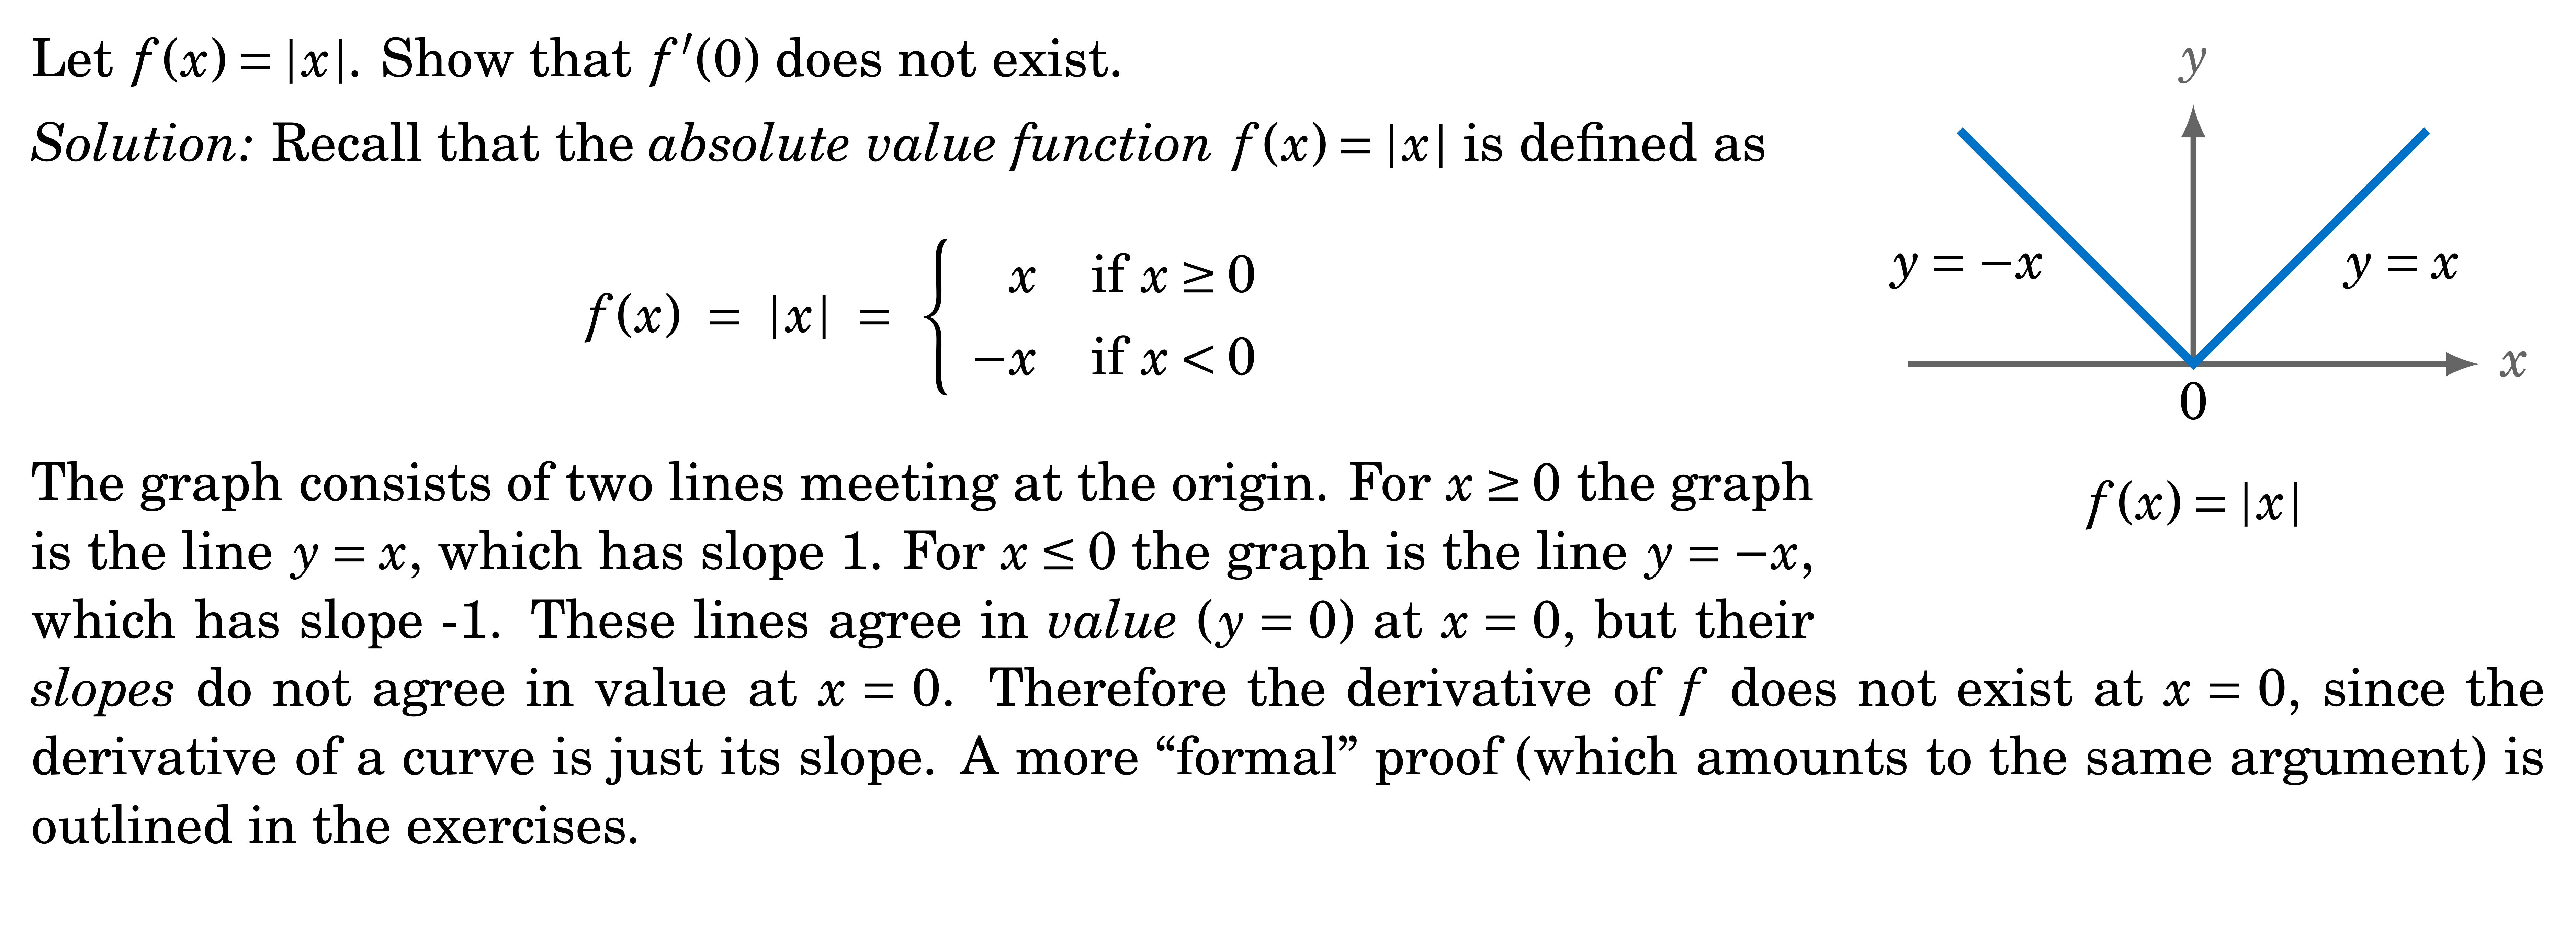 Let f(x) = |x|. Show that f′(0) does not exist.
Solution: Recall that the absolute value function f(x) = |x| is defined as
f(x) = |x| = {
x if x ≥ 0
−x if x < 0
The graph consists of two lines meeting at the origin. For x ≥ 0 the graph
is the line y = x, which has slope 1. For x ≤ 0 the graph is the line y = −x,
which has slope -1. These lines agree in value (y = 0) at x = 0, but their
slopes do not agree in value at x = 0. Therefore the derivative of f does not exist at x = 0, since the
derivative of a curve is just its slope. A more “formal” proof (which amounts to the same argument) is
outlined in the exercises.
y
y = −x
y = x
x
0
f(x) = |x|